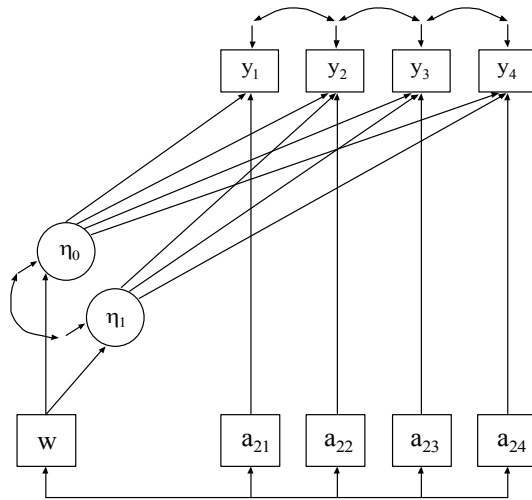 y₁ y₂ y₃ y₄
η₀
η₁
w a₂₁ a₂₂ a₂₃ a₂₄